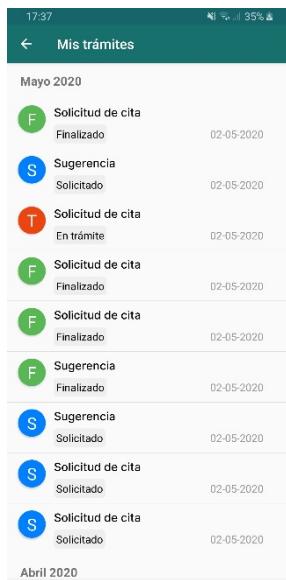 17:37 35%
Mis trámites
Mayo 2020
F Solicitud de cita
Finalizado 02-05-2020
S Sugerencia
Solicitado 02-05-2020
T Solicitud de cita
En trámite 02-05-2020
F Solicitud de cita
Finalizado 02-05-2020
F Solicitud de cita
Finalizado 02-05-2020
F Sugerencia
Finalizado 02-05-2020
S Sugerencia
Solicitado 02-05-2020
S Solicitud de cita
Solicitado 02-05-2020
S Solicitud de cita
Solicitado 02-05-2020
Abril 2020